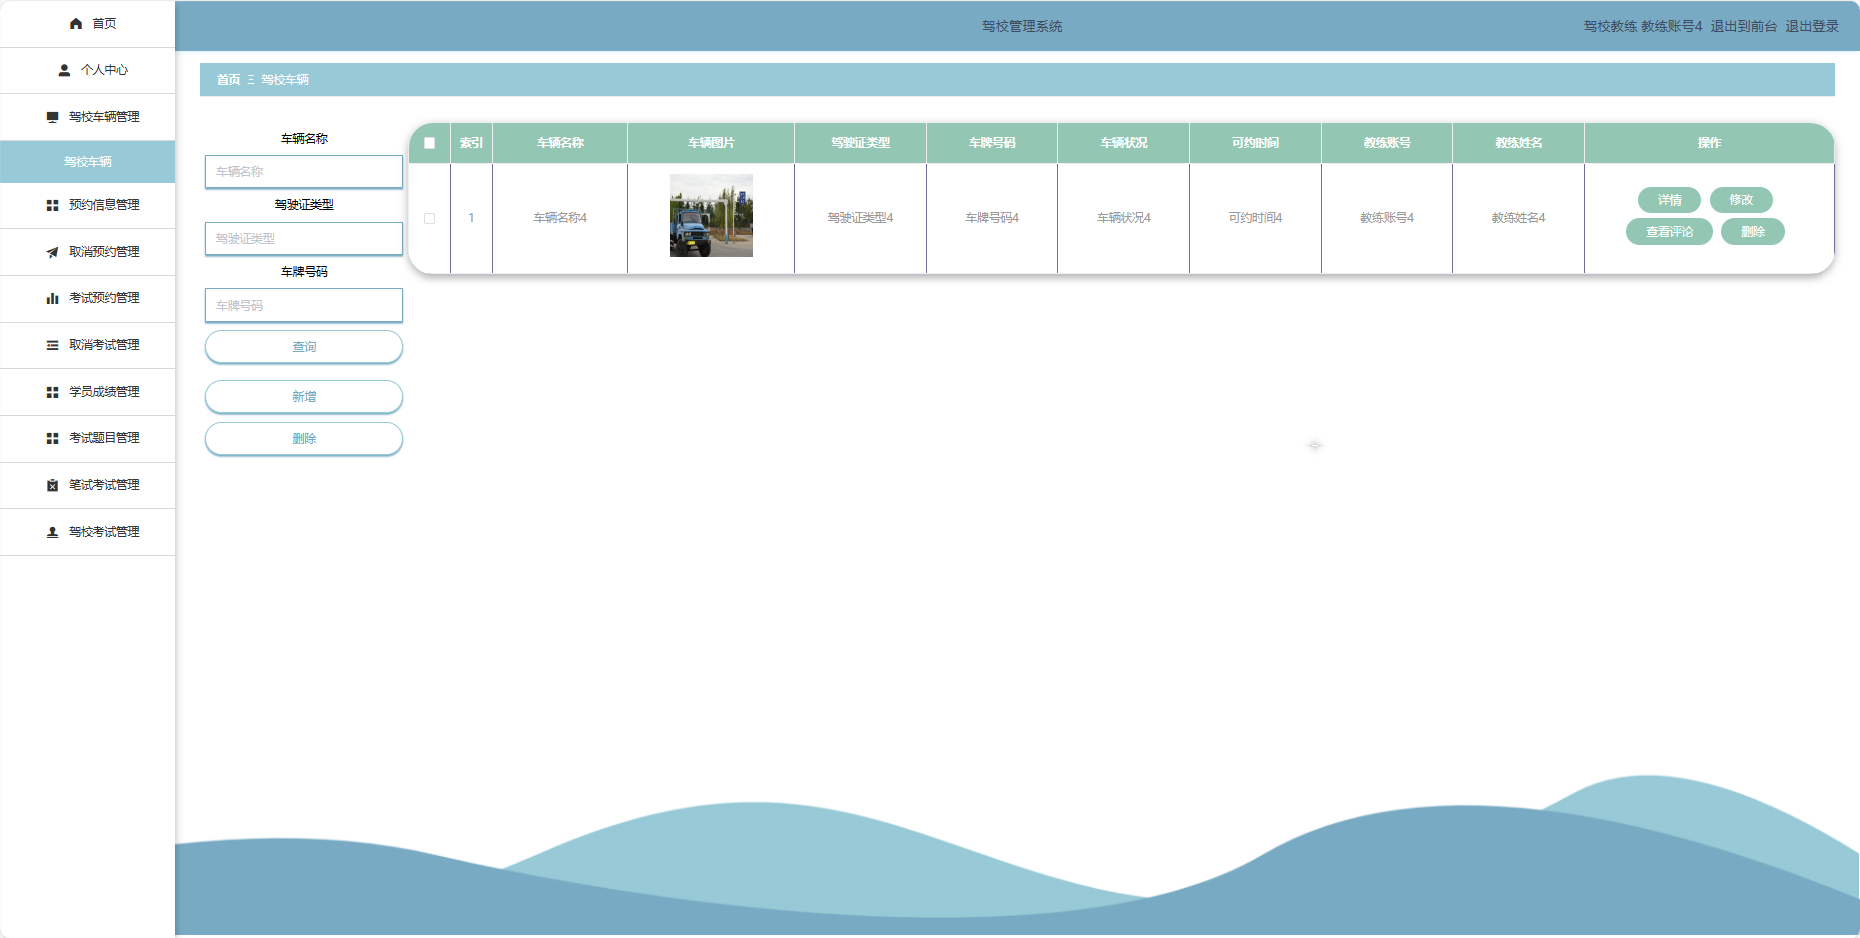 驾校管理系统
驾校教练 教练账号4 退出到前台 退出登录
首页
个人中心
驾校车辆管理
驾校车辆
预约信息管理
取消预约管理
考试预约管理
取消考试管理
学员成绩管理
考试题目管理
笔试考试管理
驾校考试管理
首页 Ξ 驾校车辆
车辆名称
车辆名称
驾驶证类型
驾驶证类型
车牌号码
车牌号码
查询
新增
删除
索引 车辆名称 车辆图片 驾驶证类型 车牌号码 车辆状况 可约时间 教练账号 教练姓名 操作
1 车辆名称4 驾驶证类型4 车牌号码4 车辆状况4 可约时间4 教练账号4 教练姓名4
详情 修改
查看评论 删除